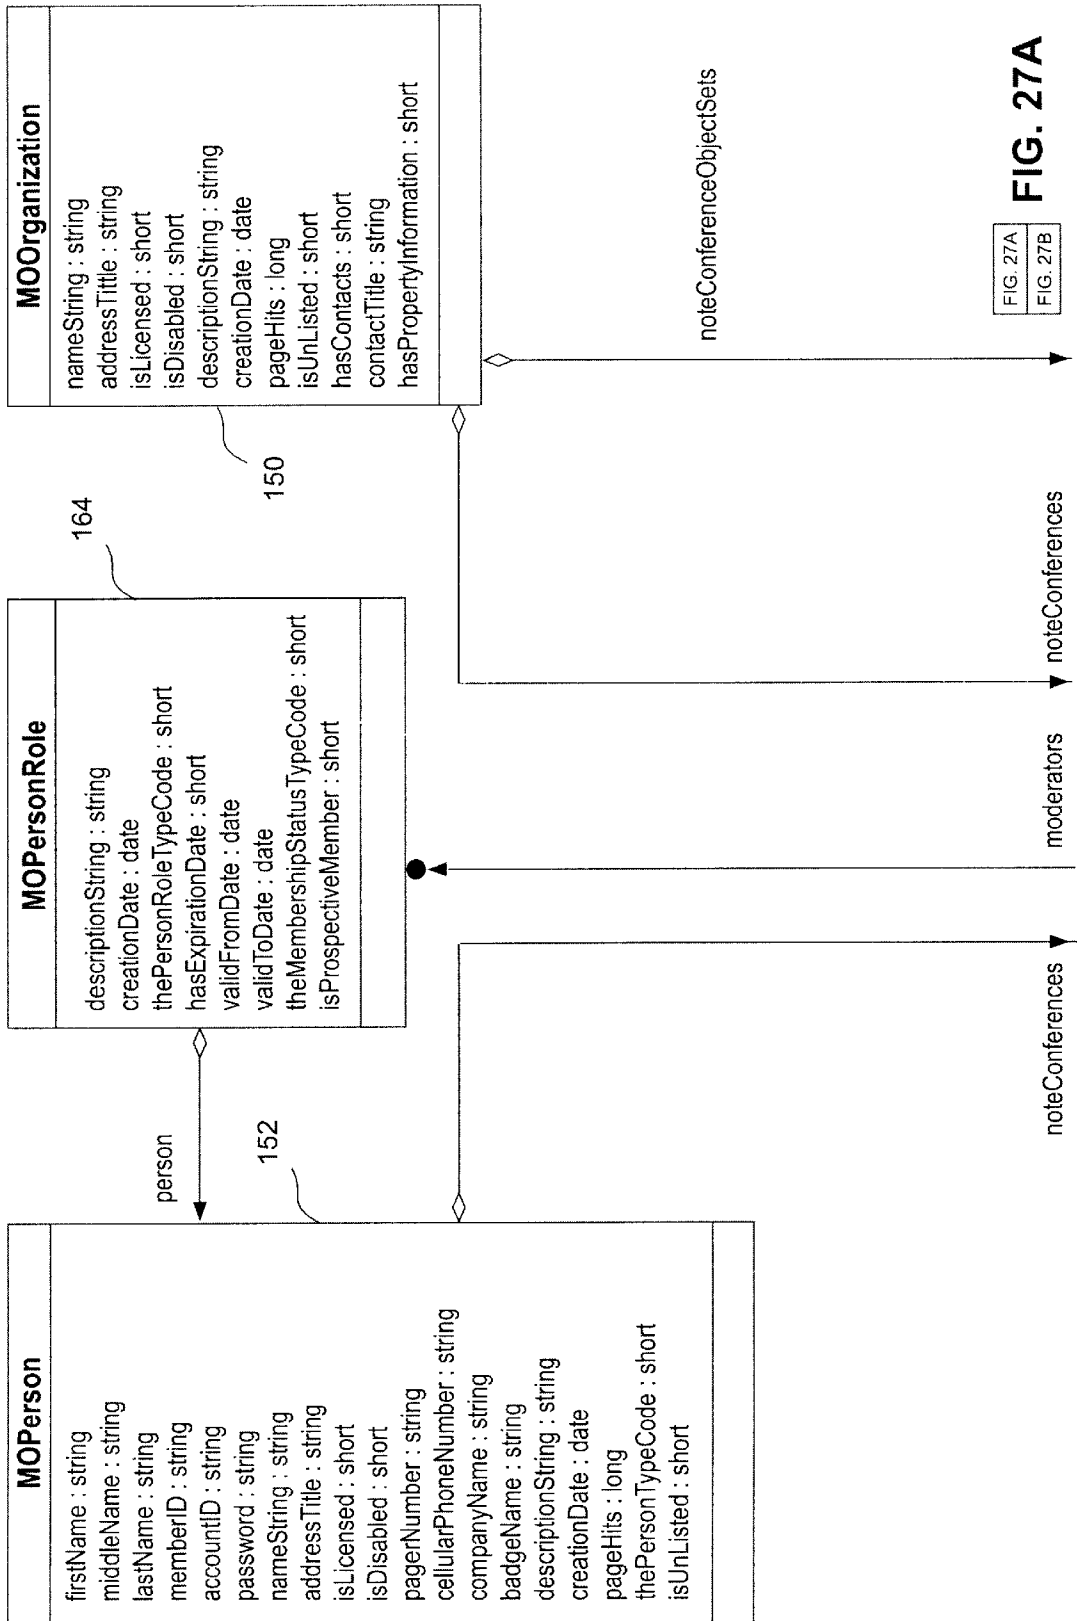 MOPerson
firstName : string
middleName : string
lastName : string
memberID : string
accountID : string
password : string
nameString : string
addressTitle : string
isLicensed : short
isDisabled : short
pagerNumber : string
cellularPhoneNumber : string
companyName : string
badgeName : string
descriptionString : string
creationDate : date
pageHits : long
thePersonTypeCode : short
isUnListed : short
152
person
MOPersonRole
descriptionString : string
creationDate : date
thePersonRoleTypeCode : short
hasExpirationDate : short
validFromDate : date
validToDate : date
theMembershipStatusTypeCode : short
isProspectiveMember : short
164
MOOrganization
nameString : string
addressTittle : string
isLicensed : short
isDisabled : short
descriptionString : string
creationDate : date
pageHits : long
isUnListed : short
hasContacts : short
contactTitle : string
hasPropertyInformation : short
150
noteConferences
moderators
noteConferences
noteConferenceObjectSets
FIG. 27A
FIG. 27B
FIG. 27A